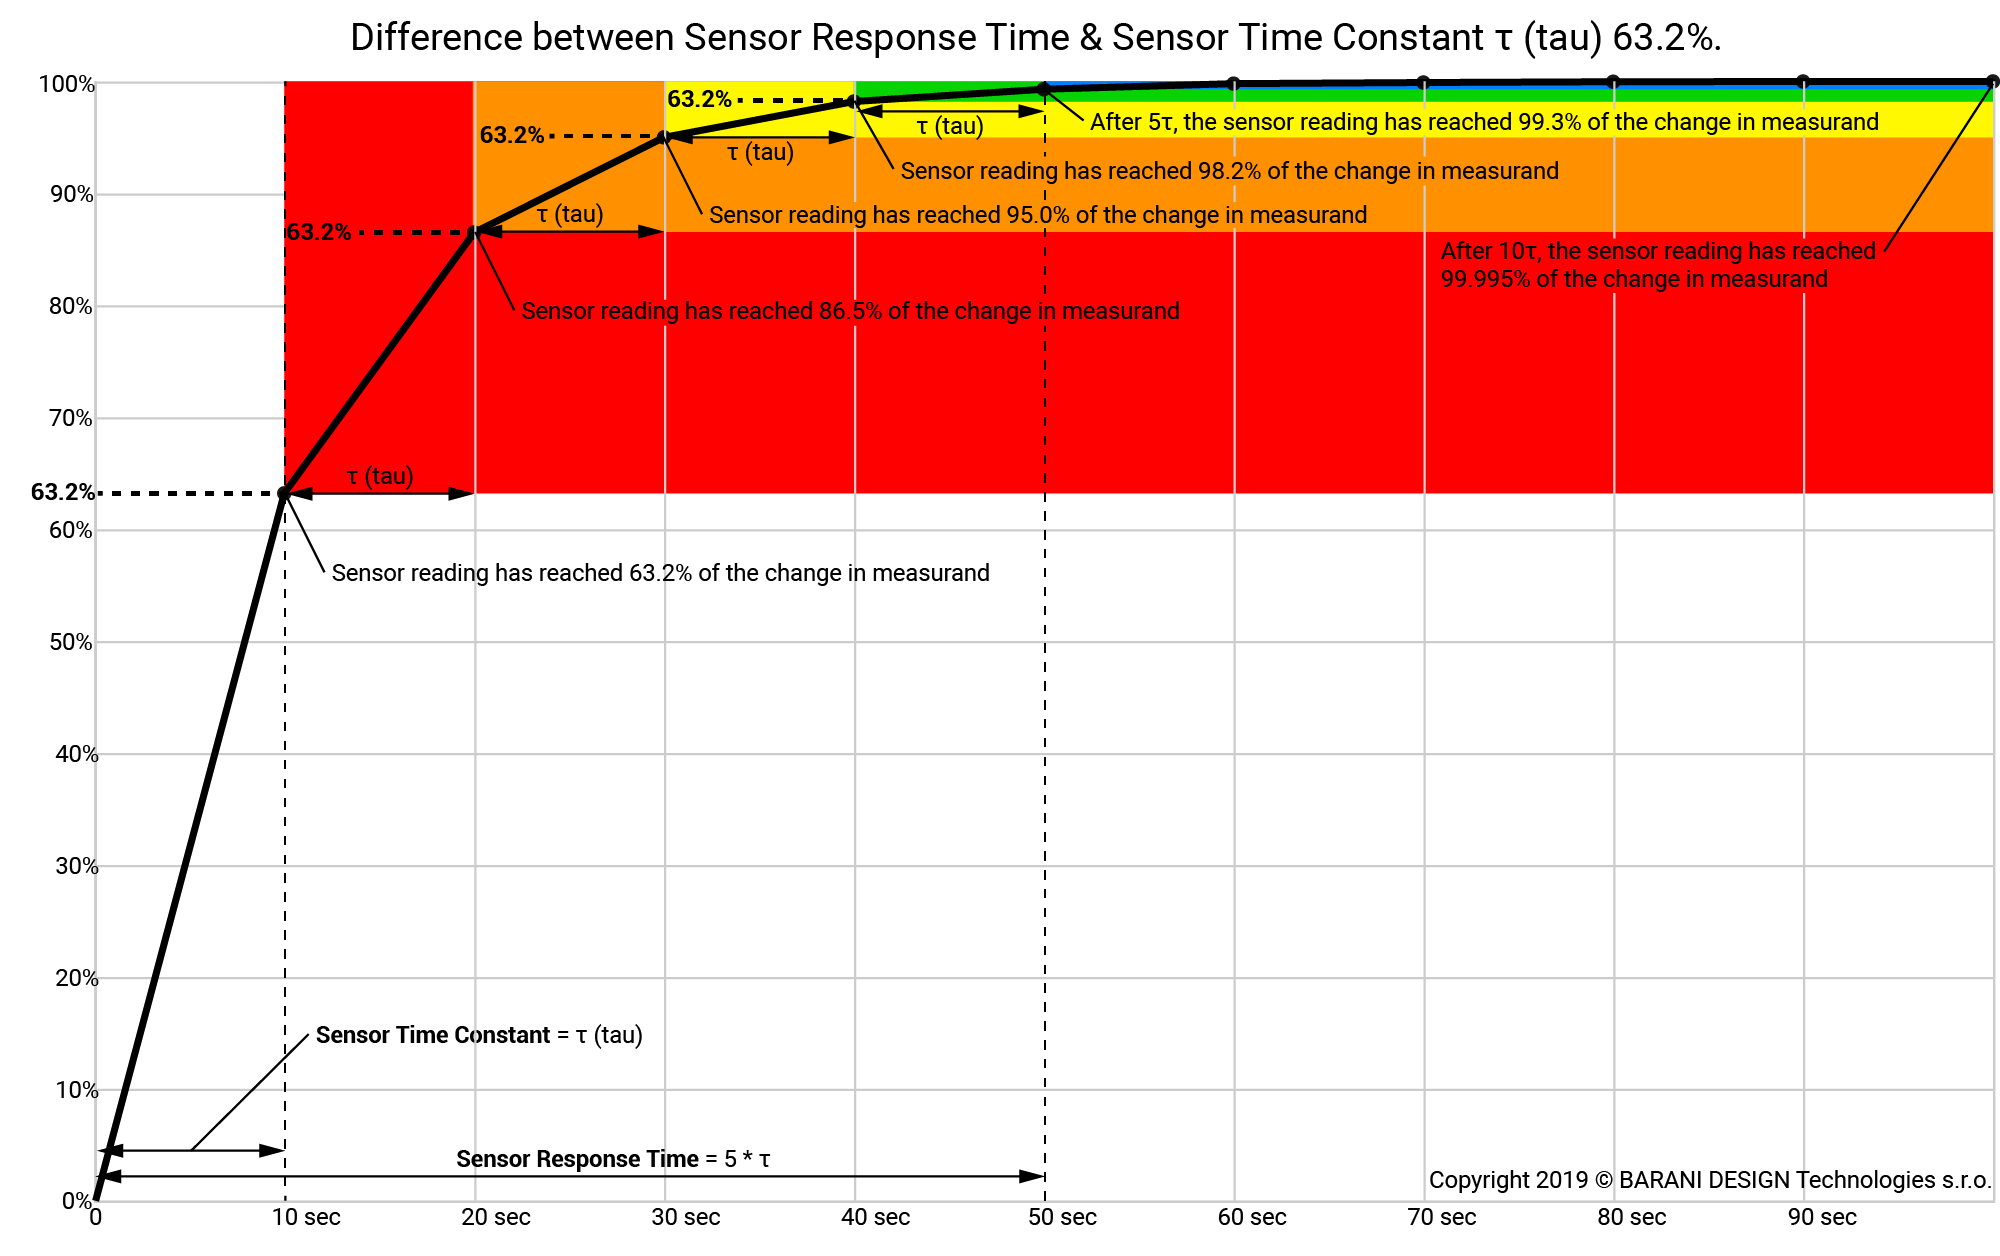 Difference between Sensor Response Time & Sensor Time Constant τ (tau) 63.2%.
100%
63.2%
τ (tau)
After 5τ, the sensor reading has reached 99.3% of the change in measurand
63.2%
τ (tau)
Sensor reading has reached 98.2% of the change in measurand
90%
τ (tau)
Sensor reading has reached 95.0% of the change in measurand
63.2%
After 10τ, the sensor reading has reached
99.995% of the change in measurand
80%
Sensor reading has reached 86.5% of the change in measurand
70%
τ (tau)
63.2%
60%
Sensor reading has reached 63.2% of the change in measurand
50%
40%
30%
20%
Sensor Time Constant = τ (tau)
10%
Sensor Response Time = 5 * τ
Copyright 2019 © BARANI DESIGN Technologies s.r.o.
0%
0 10 sec 20 sec 30 sec 40 sec 50 sec 60 sec 70 sec 80 sec 90 sec